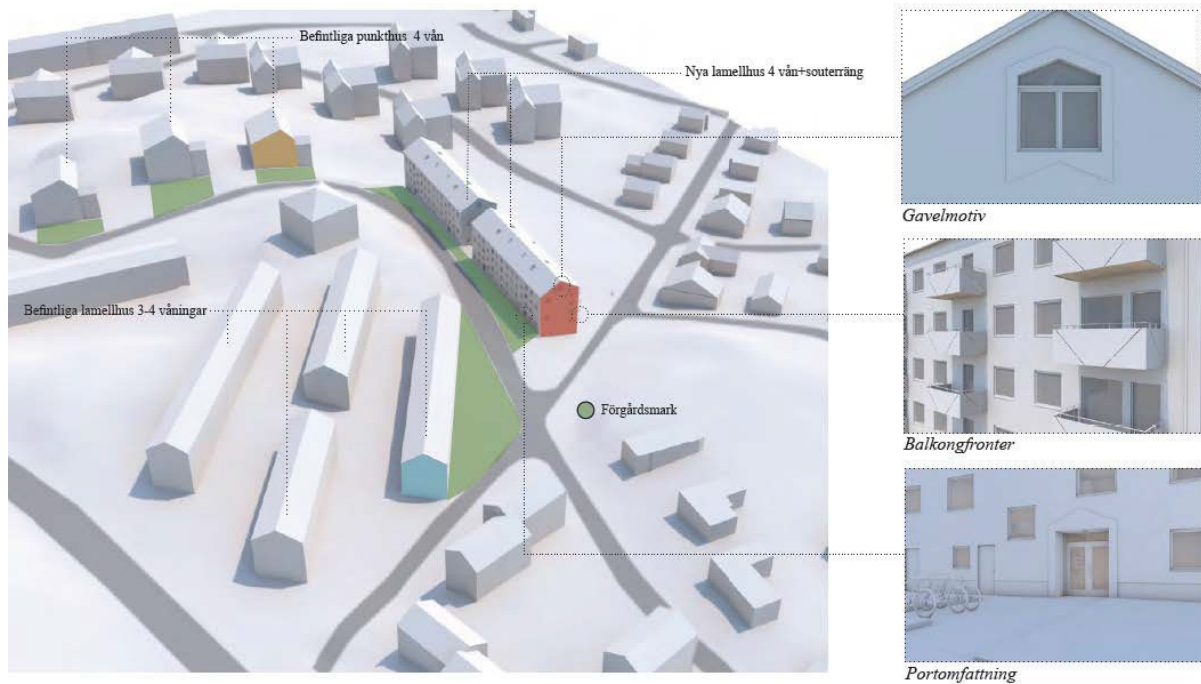 Befintliga punkthus 4 vån
Nya lamellhus 4 vån+souterräng
Befintliga lamellhus 3-4 våningar
Förgårdsmark
Gavelmotiv
Balkongfronter
Portomfattning